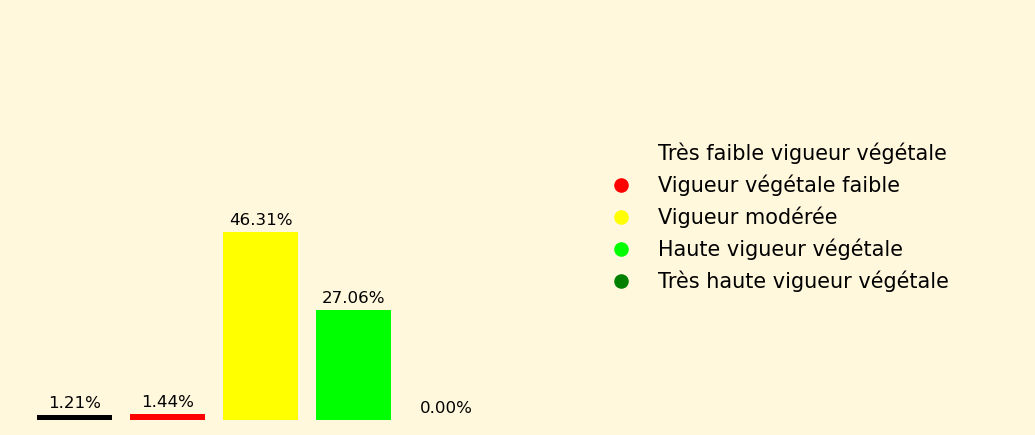 46.31%
27.06%
1.21%
1.44%
0.00%
Très faible vigueur végétale
Vigueur végétale faible
Vigueur modérée
Haute vigueur végétale
Très haute vigueur végétale